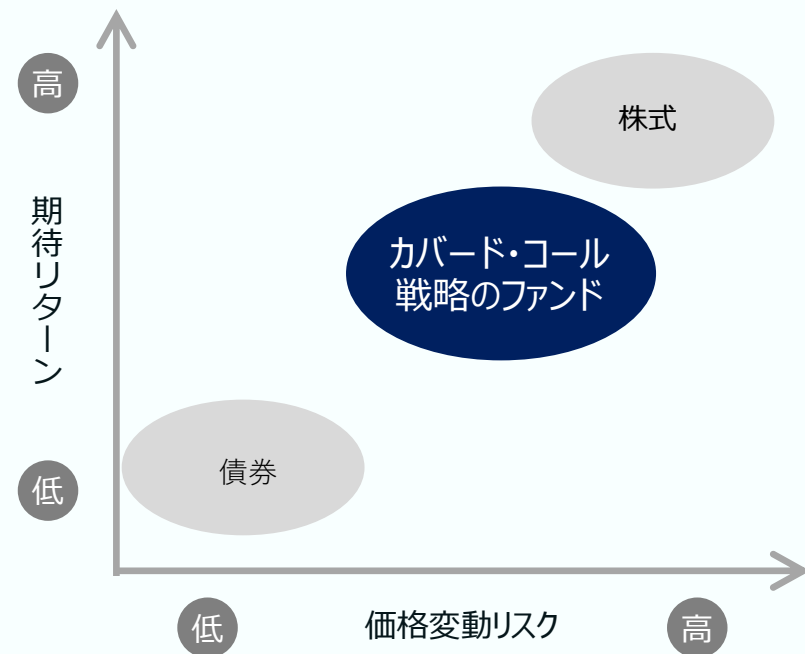 高
株式
期待リターン
カバード・コール
戦略のファンド
債券
低
低
価格変動リスク
高